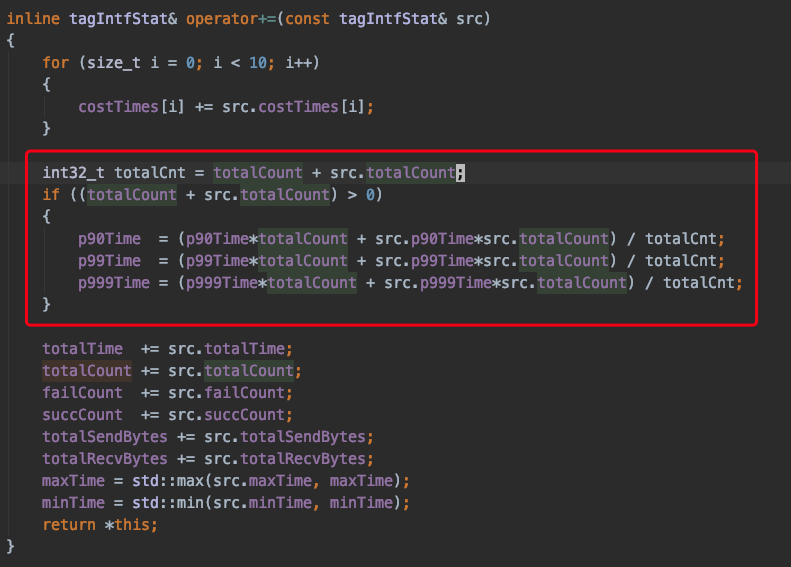 inline tagIntfStat& operator+=(const tagIntfStat& src)
{
    for (size_t i = 0; i < 10; i++)
    {
        costTimes[i] += src.costTimes[i];
    }
    int32_t totalCnt = totalCount + src.totalCount;
    if ((totalCount + src.totalCount) > 0)
    {
        p90Time  = (p90Time*totalCount + src.p90Time*src.totalCount) / totalCnt;
        p99Time  = (p99Time*totalCount + src.p99Time*src.totalCount) / totalCnt;
        p999Time = (p999Time*totalCount + src.p999Time*src.totalCount) / totalCnt;
    }
    totalTime  += src.totalTime;
    totalCount += src.totalCount;
    failCount  += src.failCount;
    succCount  += src.succCount;
    totalSendBytes += src.totalSendBytes;
    totalRecvBytes += src.totalRecvBytes;
    maxTime = std::max(src.maxTime, maxTime);
    minTime = std::min(src.minTime, minTime);
    return *this;
}